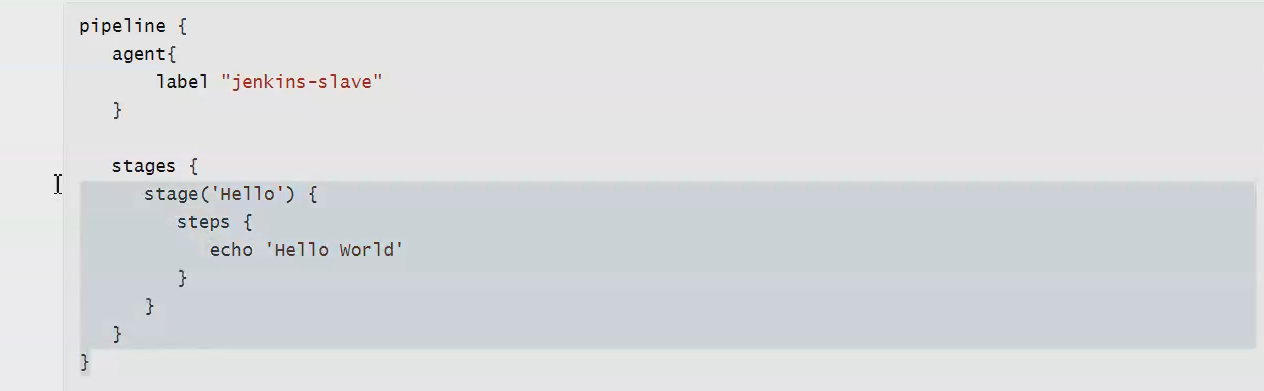 pipeline {
   agent{
       label "jenkins-slave"
   }

   stages {
      stage('Hello') {
         steps {
            echo 'Hello World'
         }
      }
   }
}